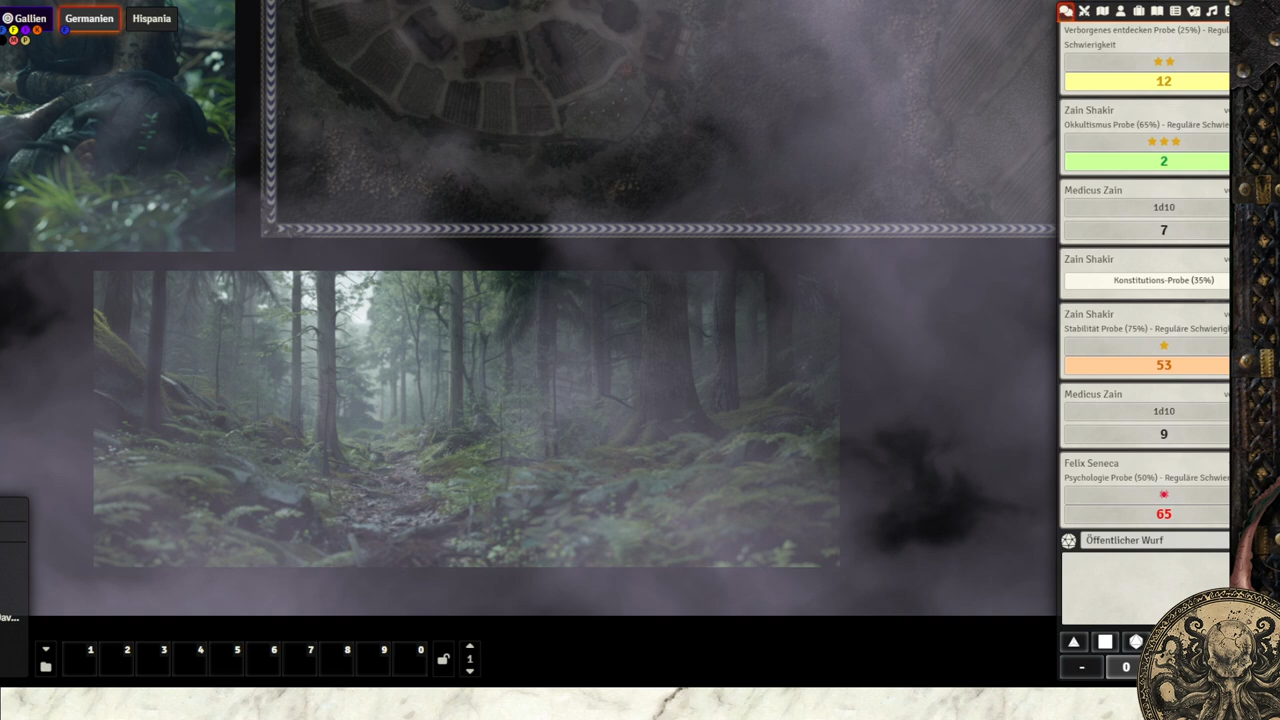 Gallien
Germanien
Hispania
Verborgenes entdecken Probe (25%) - Regul
Schwierigkeit
12
Zain Shakir
Okkultismus Probe (65%) - Reguläre Schwie
2
Medicus Zain
1d10
7
Zain Shakir
Konstitutions-Probe (35%)
Zain Shakir
Stabilität Probe (75%) - Reguläre Schwierigk
53
Medicus Zain
1d10
9
Felix Seneca
Psychologie Probe (50%) - Reguläre Schwier
65
Öffentlicher Wurf
1 2 3 4 5 6 7 8 9 0
1
- 0